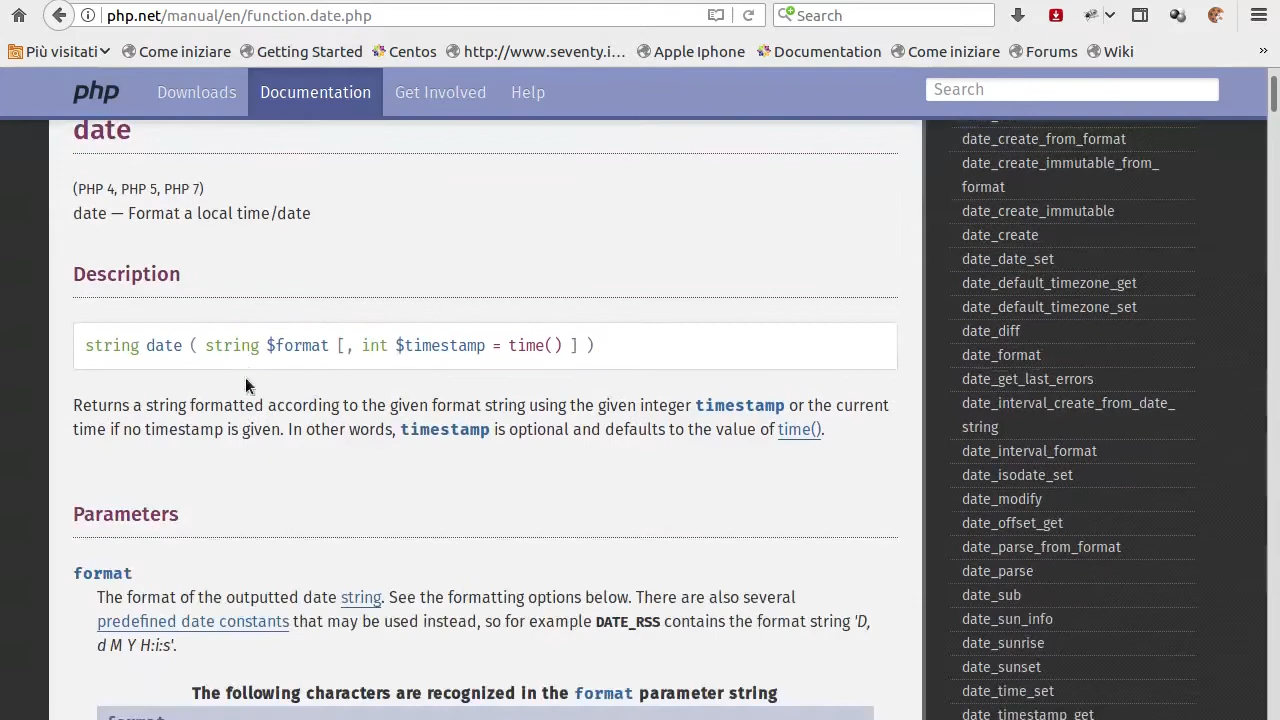 php.net/manual/en/function.date.php
Search
Più visitati
Come iniziare
Getting Started
Centos
http://www.seventy.i...
Apple Iphone
Documentation
Come iniziare
Forums
Wiki
»
php
Downloads
Documentation
Get Involved
Help
Search
date
(PHP 4, PHP 5, PHP 7)
date — Format a local time/date
Description
string date ( string $format [, int $timestamp = time() ] )
Returns a string formatted according to the given format string using the given integer timestamp or the current
time if no timestamp is given. In other words, timestamp is optional and defaults to the value of time().
Parameters
format
The format of the outputted date string. See the formatting options below. There are also several
predefined date constants that may be used instead, so for example DATE_RSS contains the format string 'D,
d M Y H:i:s'.
The following characters are recognized in the format parameter string
date_create_from_format
date_create_immutable_from_
format
date_create_immutable
date_create
date_date_set
date_default_timezone_get
date_default_timezone_set
date_diff
date_format
date_get_last_errors
date_interval_create_from_date_
string
date_interval_format
date_isodate_set
date_modify
date_offset_get
date_parse_from_format
date_parse
date_sub
date_sun_info
date_sunrise
date_sunset
date_time_set
date_timestamp_get